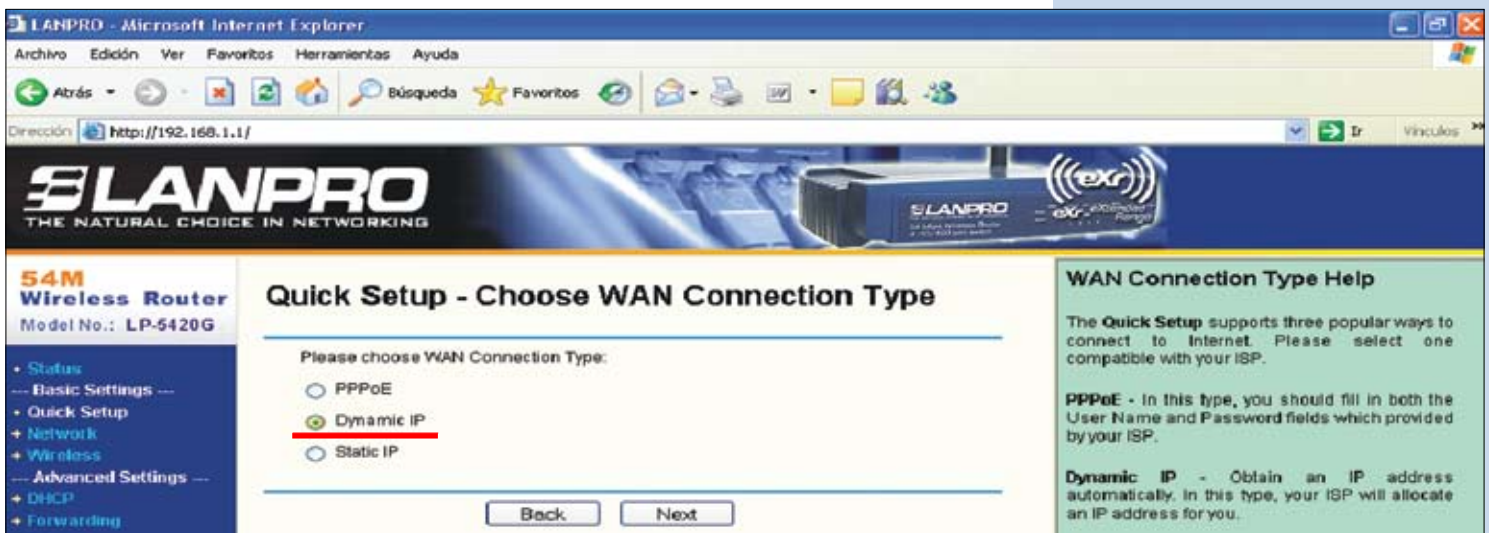 LANPRO - Microsoft Internet Explorer
Archivo Edición Ver Favoritos Herramientas Ayuda
Atrás Búsqueda Favoritos
Dirección http://192.168.1.1/ Ir Vínculos
LANPRO
THE NATURAL CHOICE IN NETWORKING
LANPRO
((eXr))
eXr
Range
54M
Wireless Router
Model No.: LP-5420G
Status
--- Basic Settings ---
Quick Setup
Network
Wireless
--- Advanced Settings ---
DHCP
Forwarding
Quick Setup - Choose WAN Connection Type
Please choose WAN Connection Type:
PPPoE
Dynamic IP
Static IP
Back Next
WAN Connection Type Help
The Quick Setup supports three popular ways to
connect to Internet. Please select one
compatible with your ISP.
PPPoE - In this type, you should fill in both the
User Name and Password fields which provided
by your ISP.
Dynamic IP - Obtain an IP address
automatically. In this type, your ISP will allocate
an IP address for you.